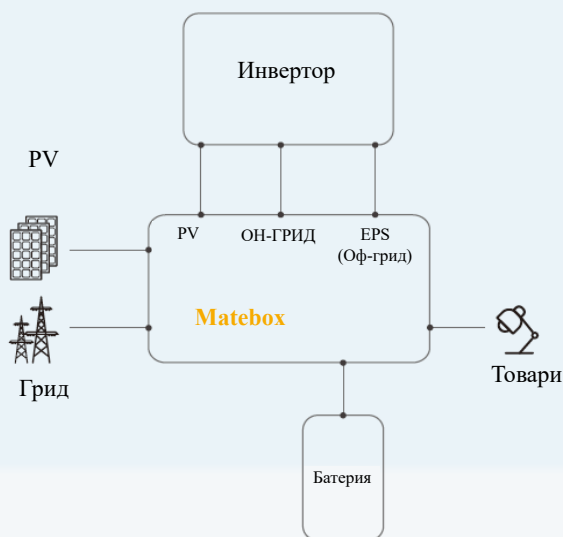 Инвертор
PV
PV
ОН-ГРИД
EPS
(Оф-грид)
Matebox
Грид
Товари
Батерия